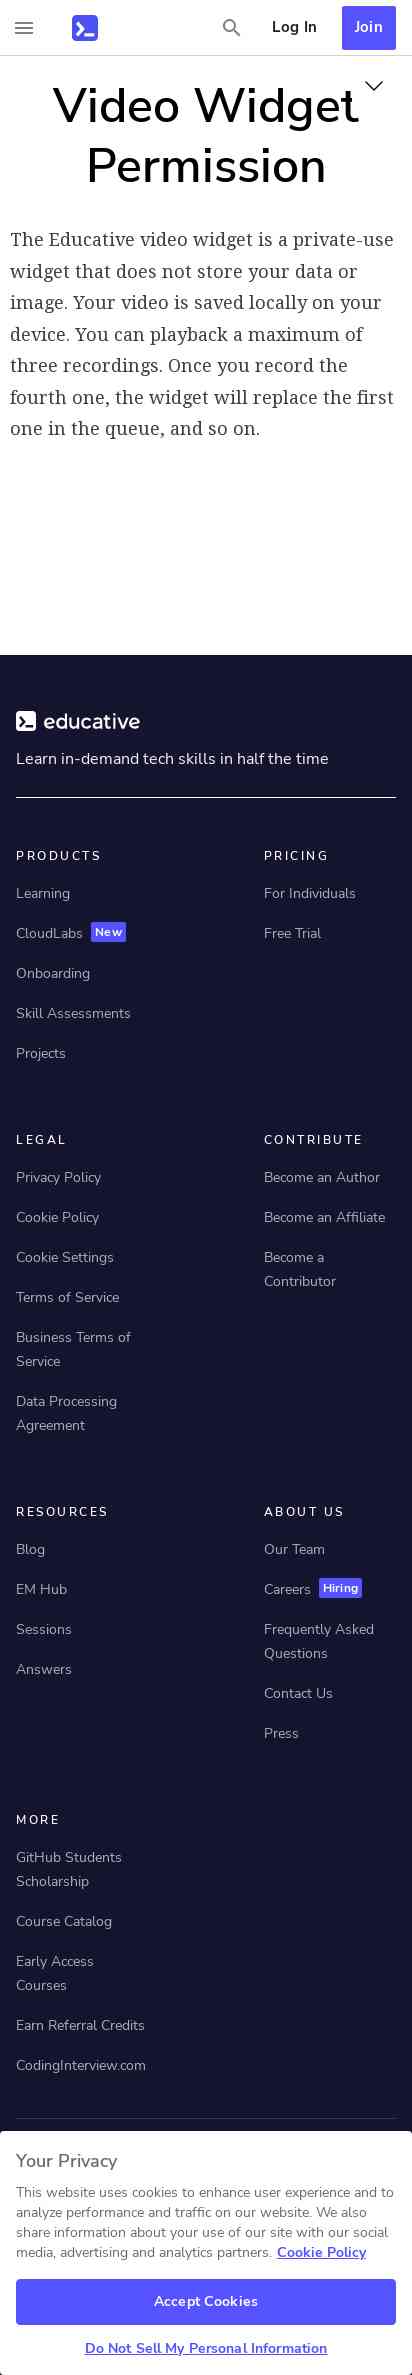 Log In
Join
Video Widget
Permission
The Educative video widget is a private-use
widget that does not store your data or
image. Your video is saved locally on your
device. You can playback a maximum of
three recordings. Once you record the
fourth one, the widget will replace the first
one in the queue, and so on.
educative
Learn in-demand tech skills in half the time
PRODUCTS
Learning
CloudLabs New
Onboarding
Skill Assessments
Projects
PRICING
For Individuals
Free Trial
LEGAL
Privacy Policy
Cookie Policy
Cookie Settings
Terms of Service
Business Terms of
Service
Data Processing
Agreement
CONTRIBUTE
Become an Author
Become an Affiliate
Become a
Contributor
RESOURCES
Blog
EM Hub
Sessions
Answers
ABOUT US
Our Team
Careers Hiring
Frequently Asked
Questions
Contact Us
Press
MORE
GitHub Students
Scholarship
Course Catalog
Early Access
Courses
Earn Referral Credits
CodingInterview.com
Your Privacy
This website uses cookies to enhance user experience and to
analyze performance and traffic on our website. We also
share information about your use of our site with our social
media, advertising and analytics partners. Cookie Policy
Accept Cookies
Do Not Sell My Personal Information